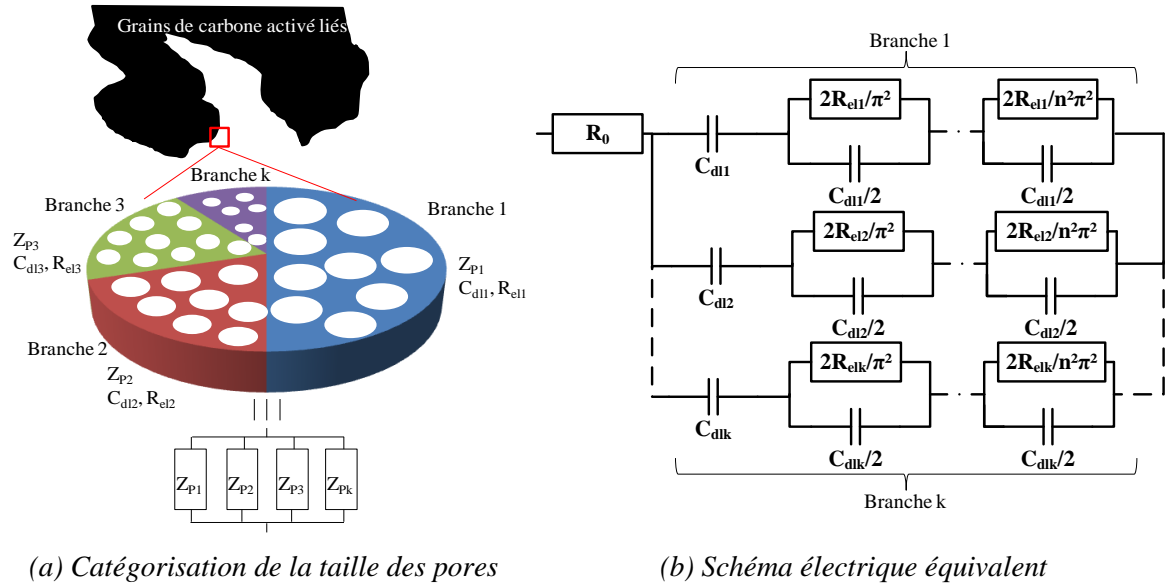 Grains de carbone activé liés
Branche k
Branche 3
Branche 1
Z_P3
C_dl3, R_el3
Z_P1
C_dl1, R_el1
Branche 2
Z_P2
C_dl2, R_el2
Z_P1 Z_P2 Z_P3 Z_Pk
(a) Catégorisation de la taille des pores
Branche 1
R_0
2R_el1/π² 2R_el1/n²π²
C_dl1
C_dl1/2 C_dl1/2
2R_el2/π² 2R_el2/n²π²
C_dl2
C_dl2/2 C_dl2/2
2R_elk/π² 2R_elk/n²π²
C_dlk
C_dlk/2 C_dlk/2
Branche k
(b) Schéma électrique équivalent